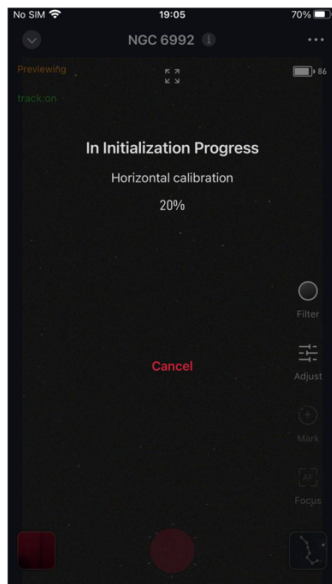 No SIM 19:05 70%
NGC 6992
Previewing
86
track:on
In Initialization Progress
Horizontal calibration
20%
Filter
Cancel
Adjust
Mark
AF
Focus